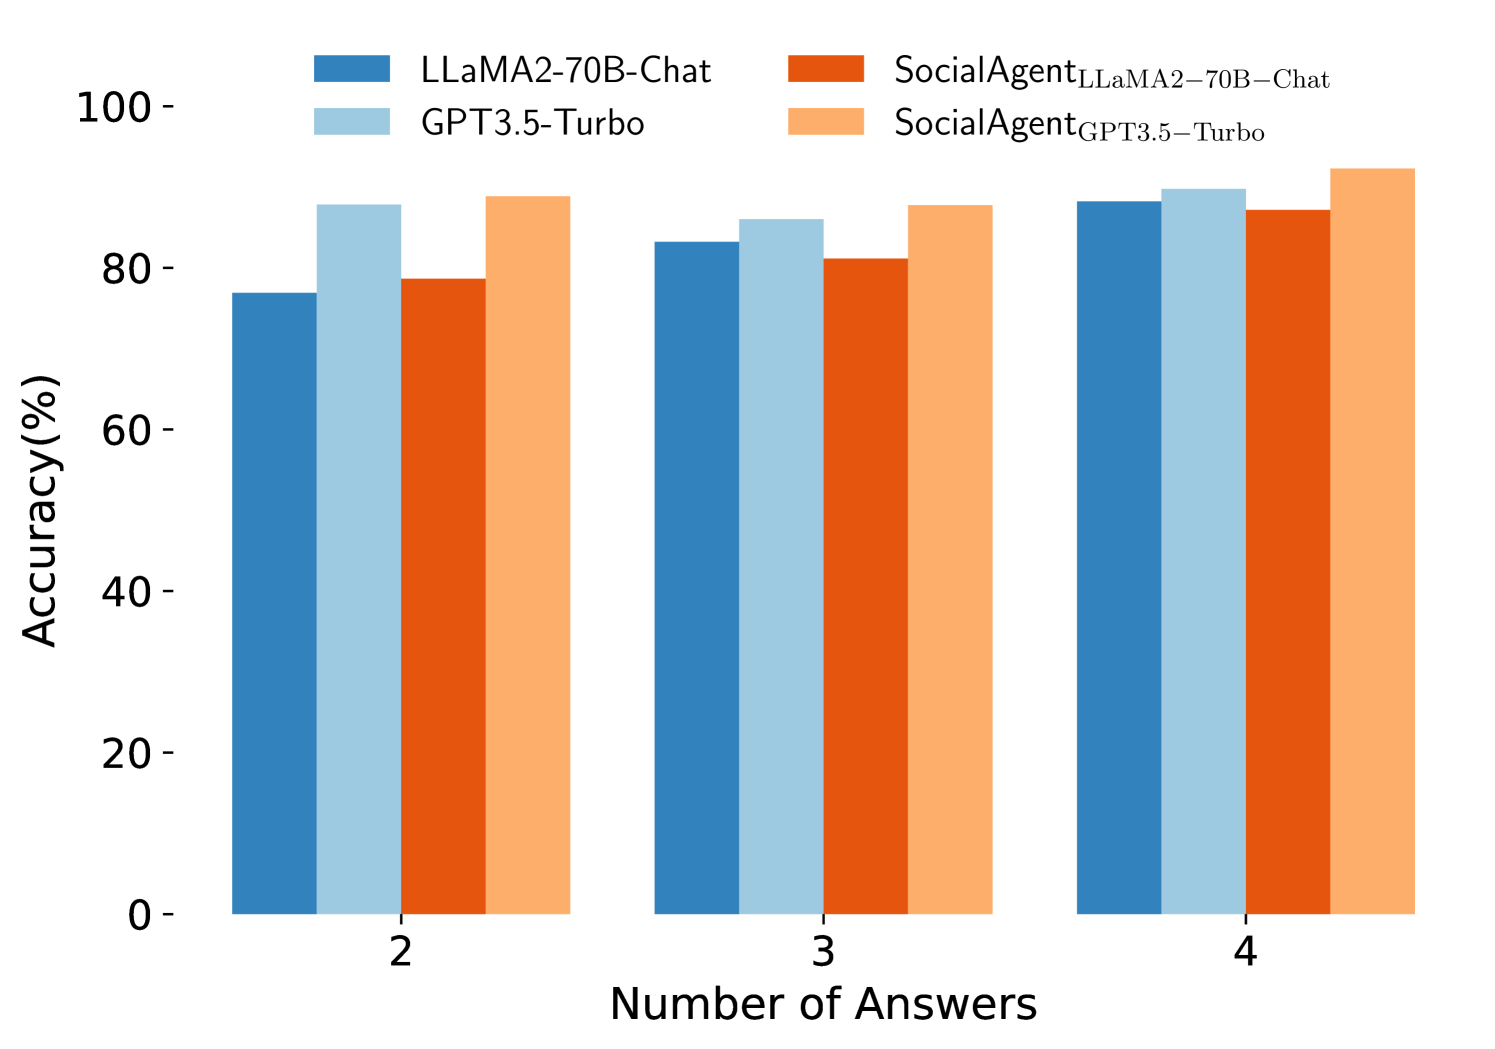 LLaMA2-70B-Chat
GPT3.5-Turbo
SocialAgentLLaMA2−70B−Chat
SocialAgentGPT3.5−Turbo
100
80
60
40
20
0
Accuracy(%)
2
3
4
Number of Answers